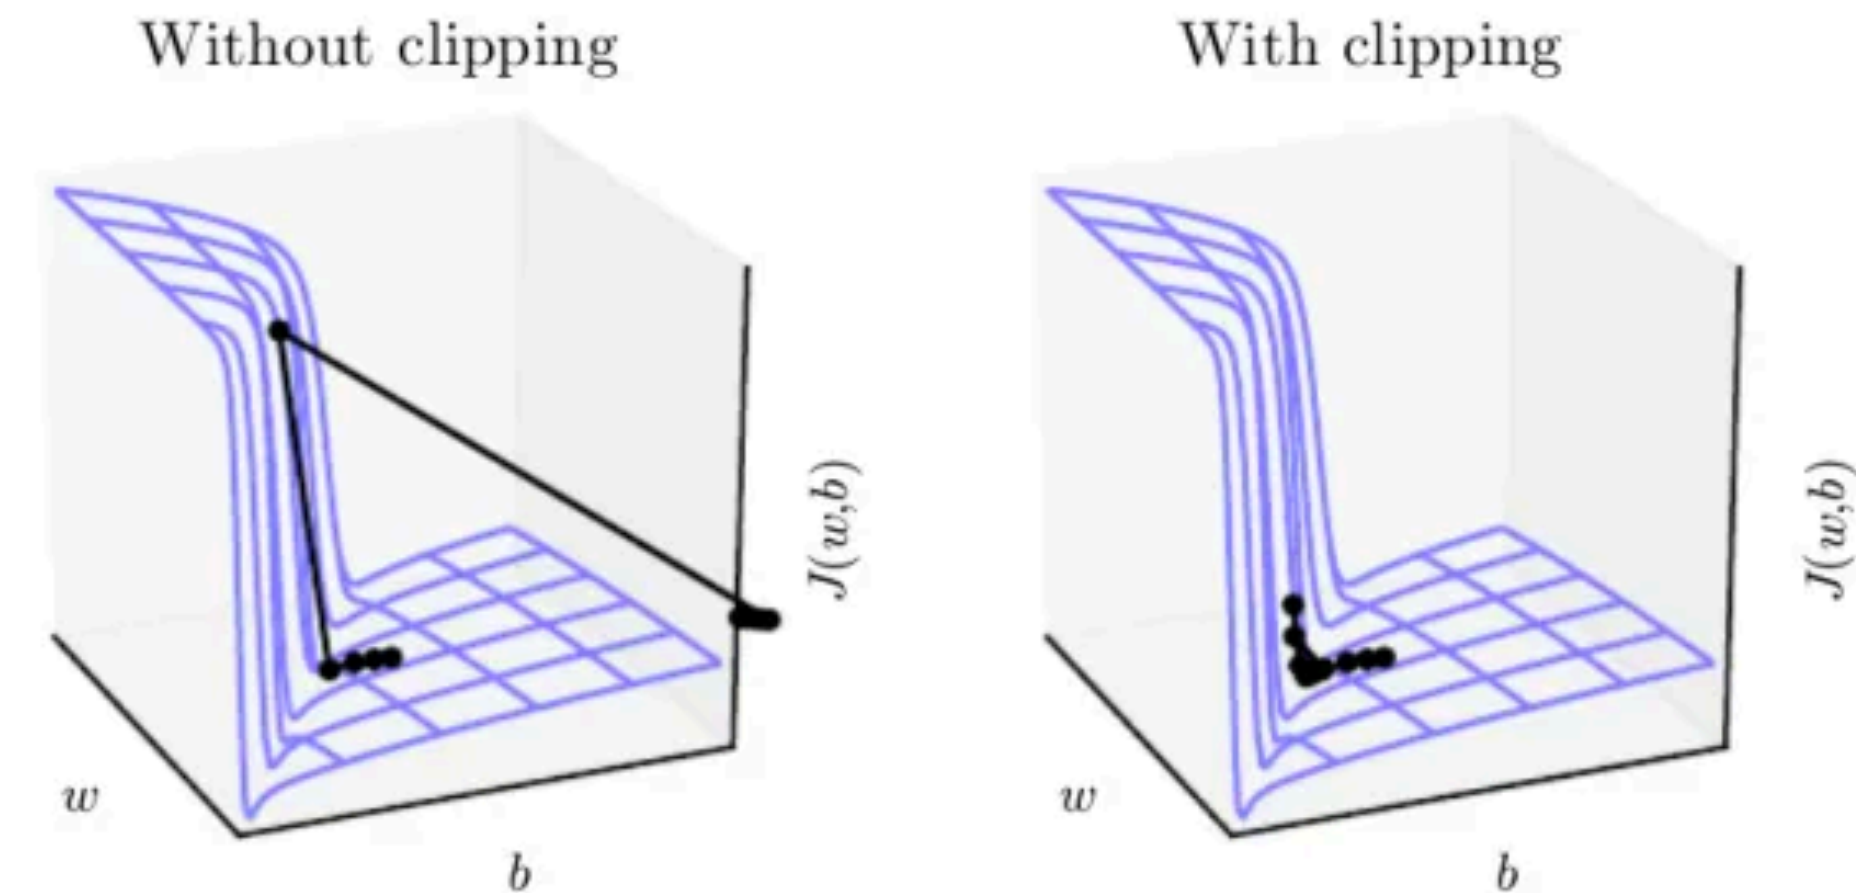 Without clipping
With clipping
J(w,b)
J(w,b)
w
w
b
b